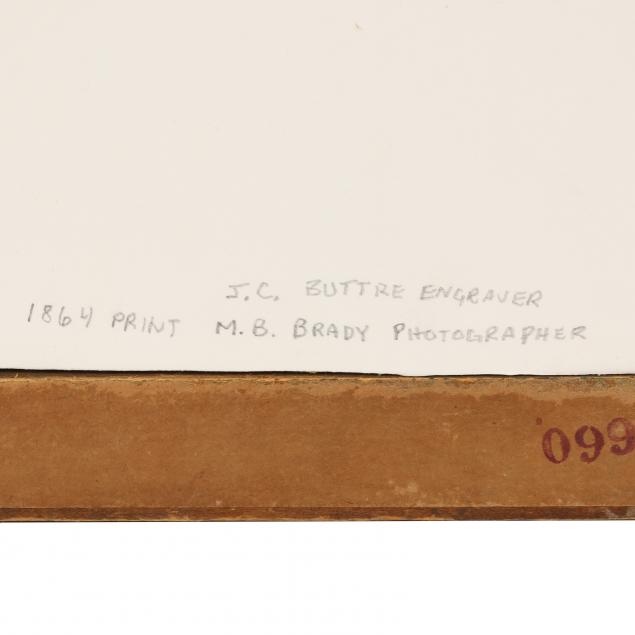 J.C. BUTTRE ENGRAVER
1864 PRINT M.B. BRADY PHOTOGRAPHER
099